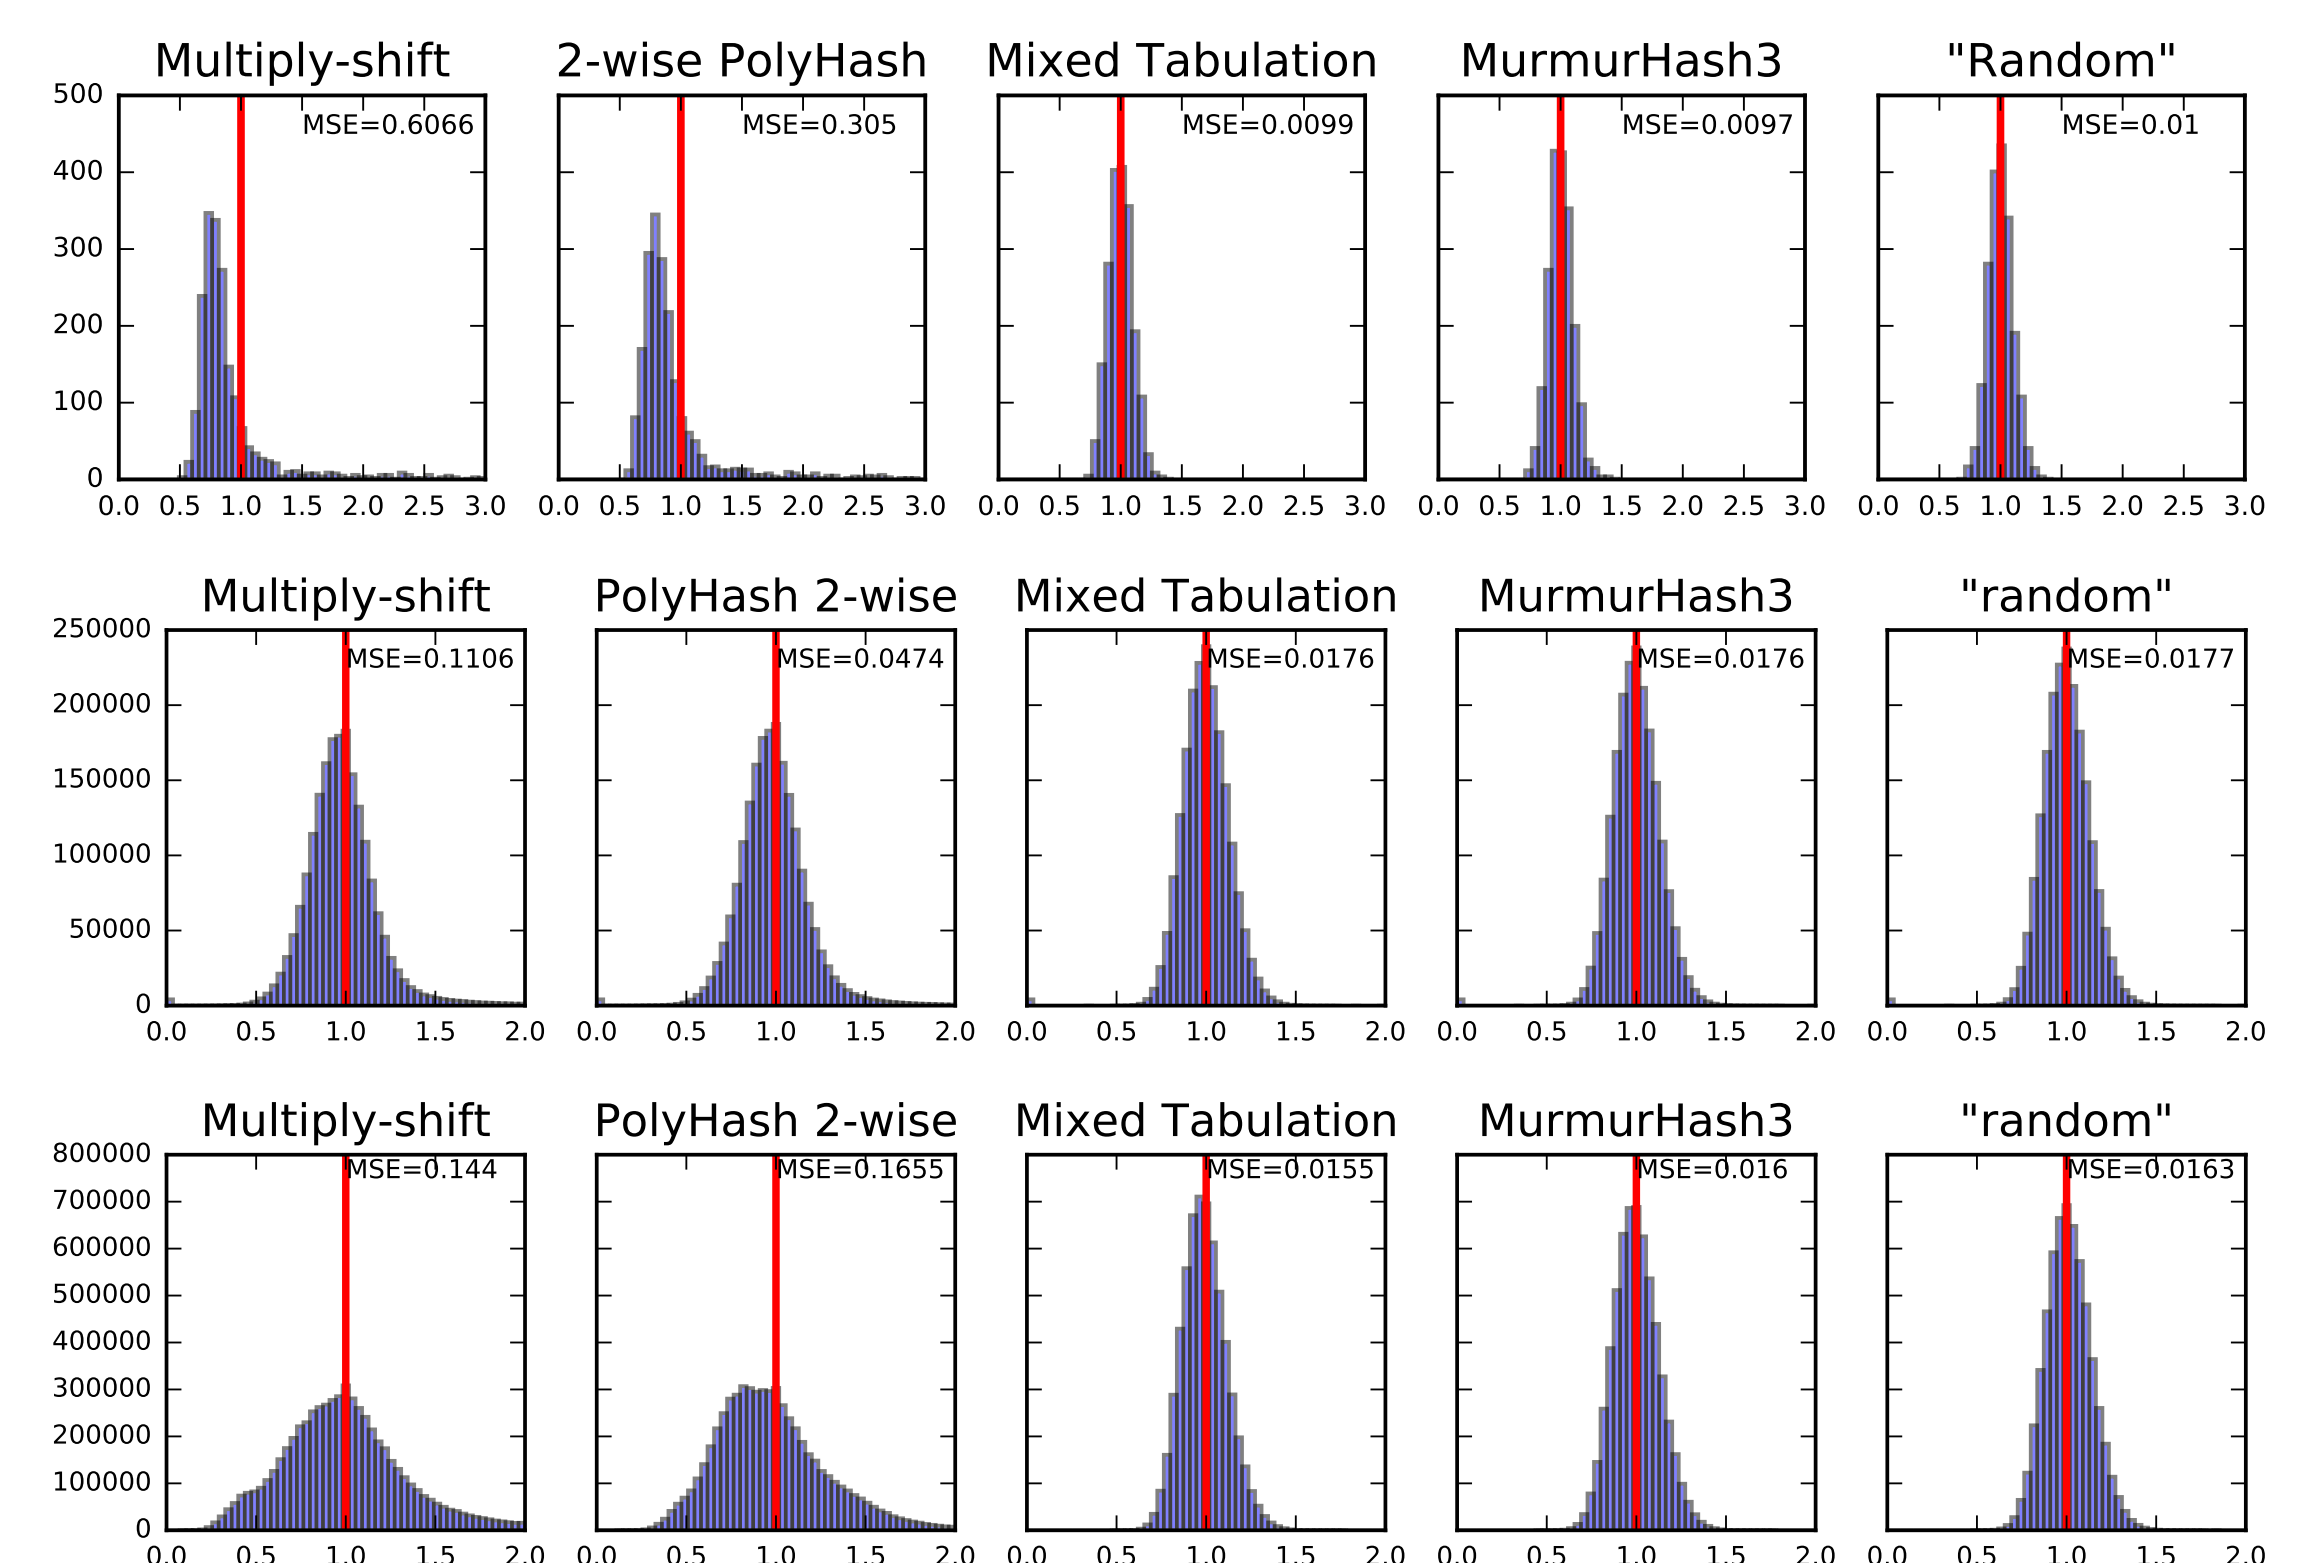 Multiply-shift 2-wise PolyHash Mixed Tabulation MurmurHash3 "Random"
500
MSE=0.6066 MSE=0.305 MSE=0.0099 MSE=0.0097 MSE=0.01
400
300
200
100
0
0.0 0.5 1.0 1.5 2.0 2.5 3.0 0.0 0.5 1.0 1.5 2.0 2.5 3.0 0.0 0.5 1.0 1.5 2.0 2.5 3.0 0.0 0.5 1.0 1.5 2.0 2.5 3.0 0.0 0.5 1.0 1.5 2.0 2.5 3.0
Multiply-shift PolyHash 2-wise Mixed Tabulation MurmurHash3 "random"
250000
MSE=0.1106 MSE=0.0474 MSE=0.0176 MSE=0.0176 MSE=0.0177
200000
150000
100000
50000
0
0.0 0.5 1.0 1.5 2.0 0.0 0.5 1.0 1.5 2.0 0.0 0.5 1.0 1.5 2.0 0.0 0.5 1.0 1.5 2.0 0.0 0.5 1.0 1.5 2.0
Multiply-shift PolyHash 2-wise Mixed Tabulation MurmurHash3 "random"
800000
MSE=0.144 MSE=0.1655 MSE=0.0155 MSE=0.016 MSE=0.0163
700000
600000
500000
400000
300000
200000
100000
0
0.0 0.5 1.0 1.5 2.0 0.0 0.5 1.0 1.5 2.0 0.0 0.5 1.0 1.5 2.0 0.0 0.5 1.0 1.5 2.0 0.0 0.5 1.0 1.5 2.0